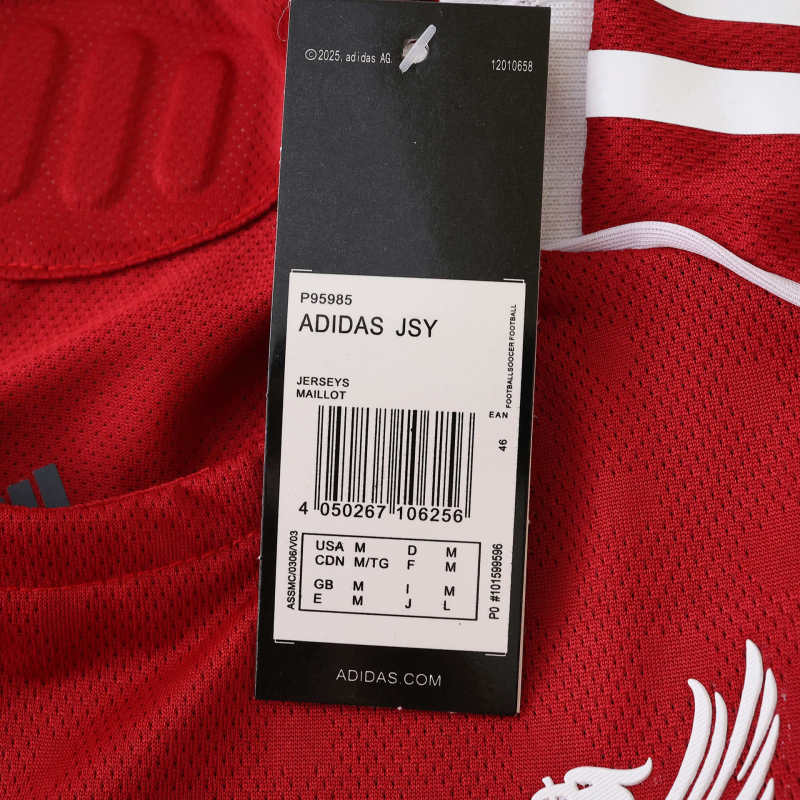 ©2025, adidas AG.
12010658
P95985
ADIDAS JSY
JERSEYS
MAILLOT
FOOTBALLSOCCER FOOTBALL
EAN
46
4 050267 106256
USA M D M
CDN M/TG F M
GB M I M
E M J L
ASSMC/0306/V03
P0 #101599596
ADIDAS.COM